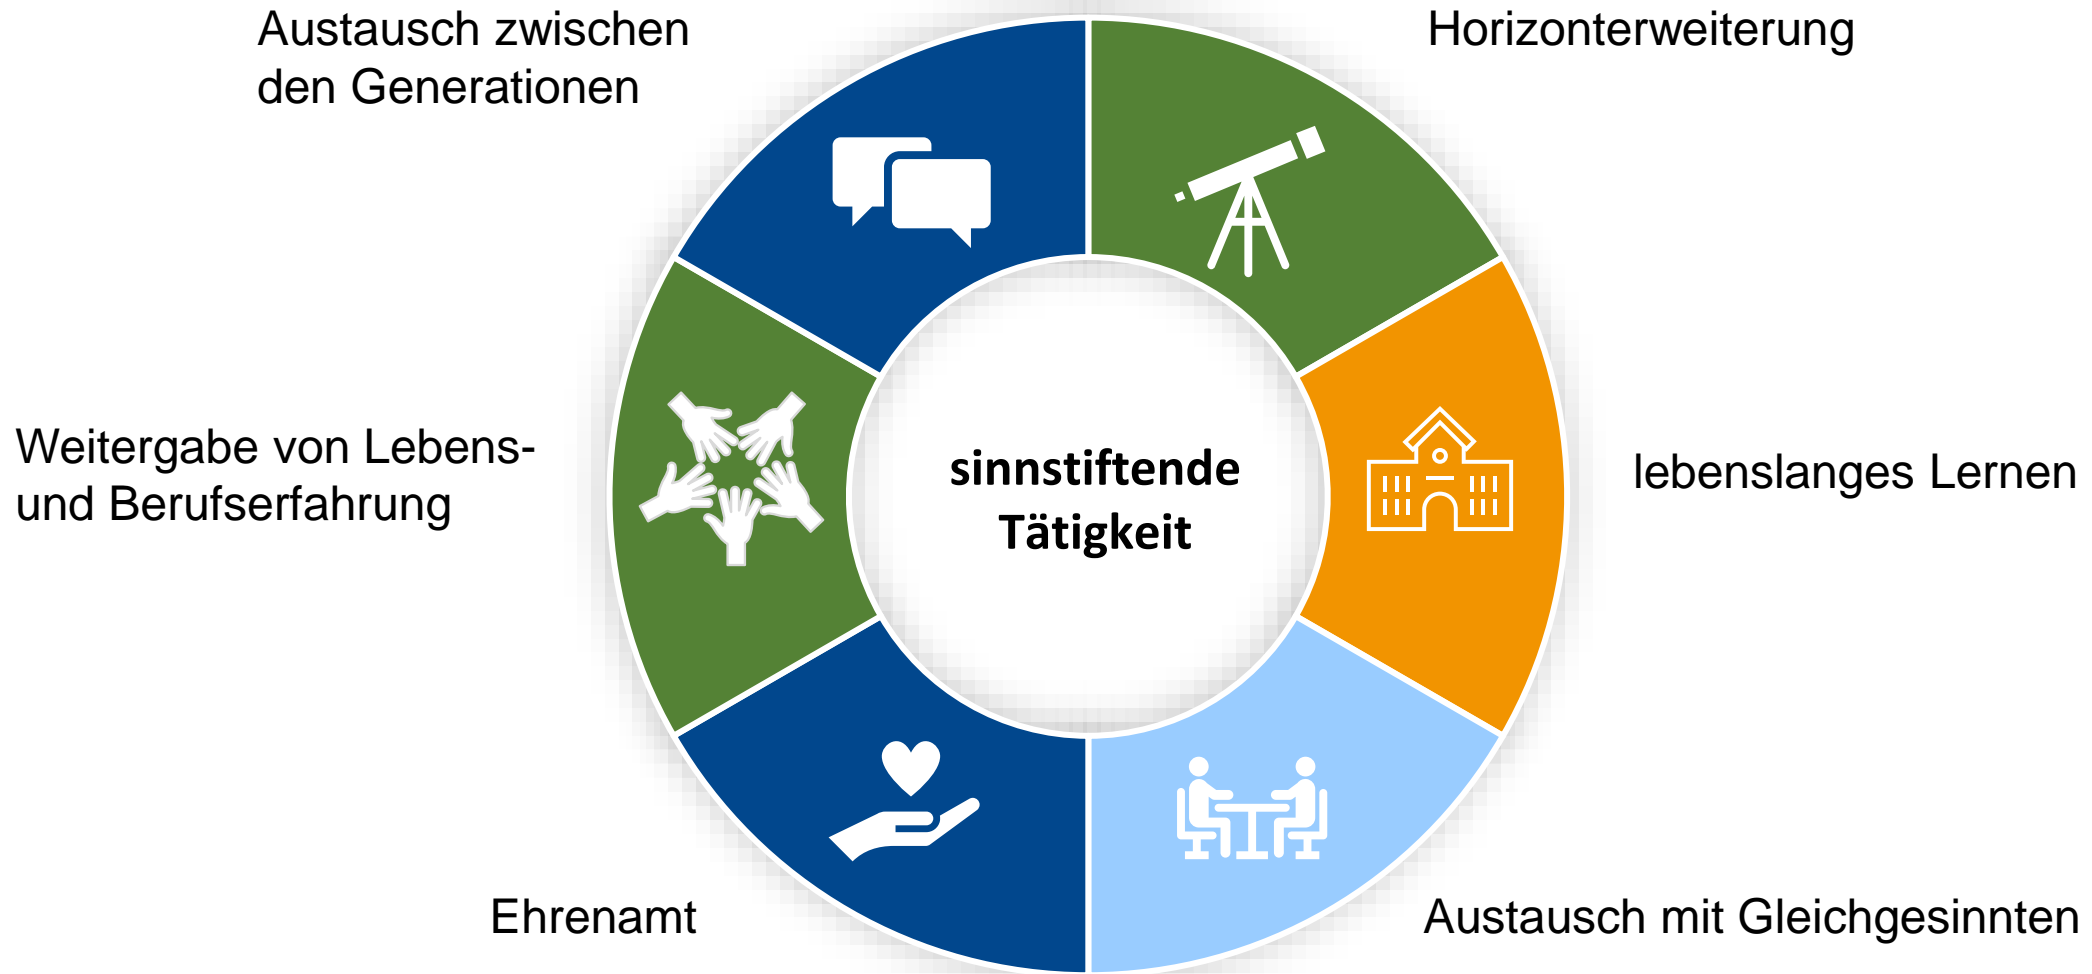 Austausch zwischen
den Generationen
Horizonterweiterung
Weitergabe von Lebens-
und Berufserfahrung
sinnstiftende
Tätigkeit
lebenslanges Lernen
Ehrenamt
Austausch mit Gleichgesinnten